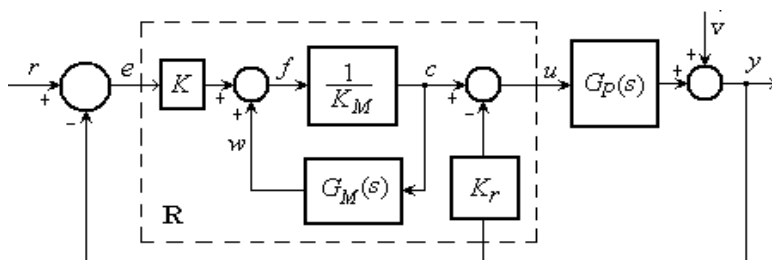 v
r
e
K
f
1
K_M
c
u
G_P(s)
y
+
-
+
+
+
-
+
+
w
G_M(s)
K_r
R